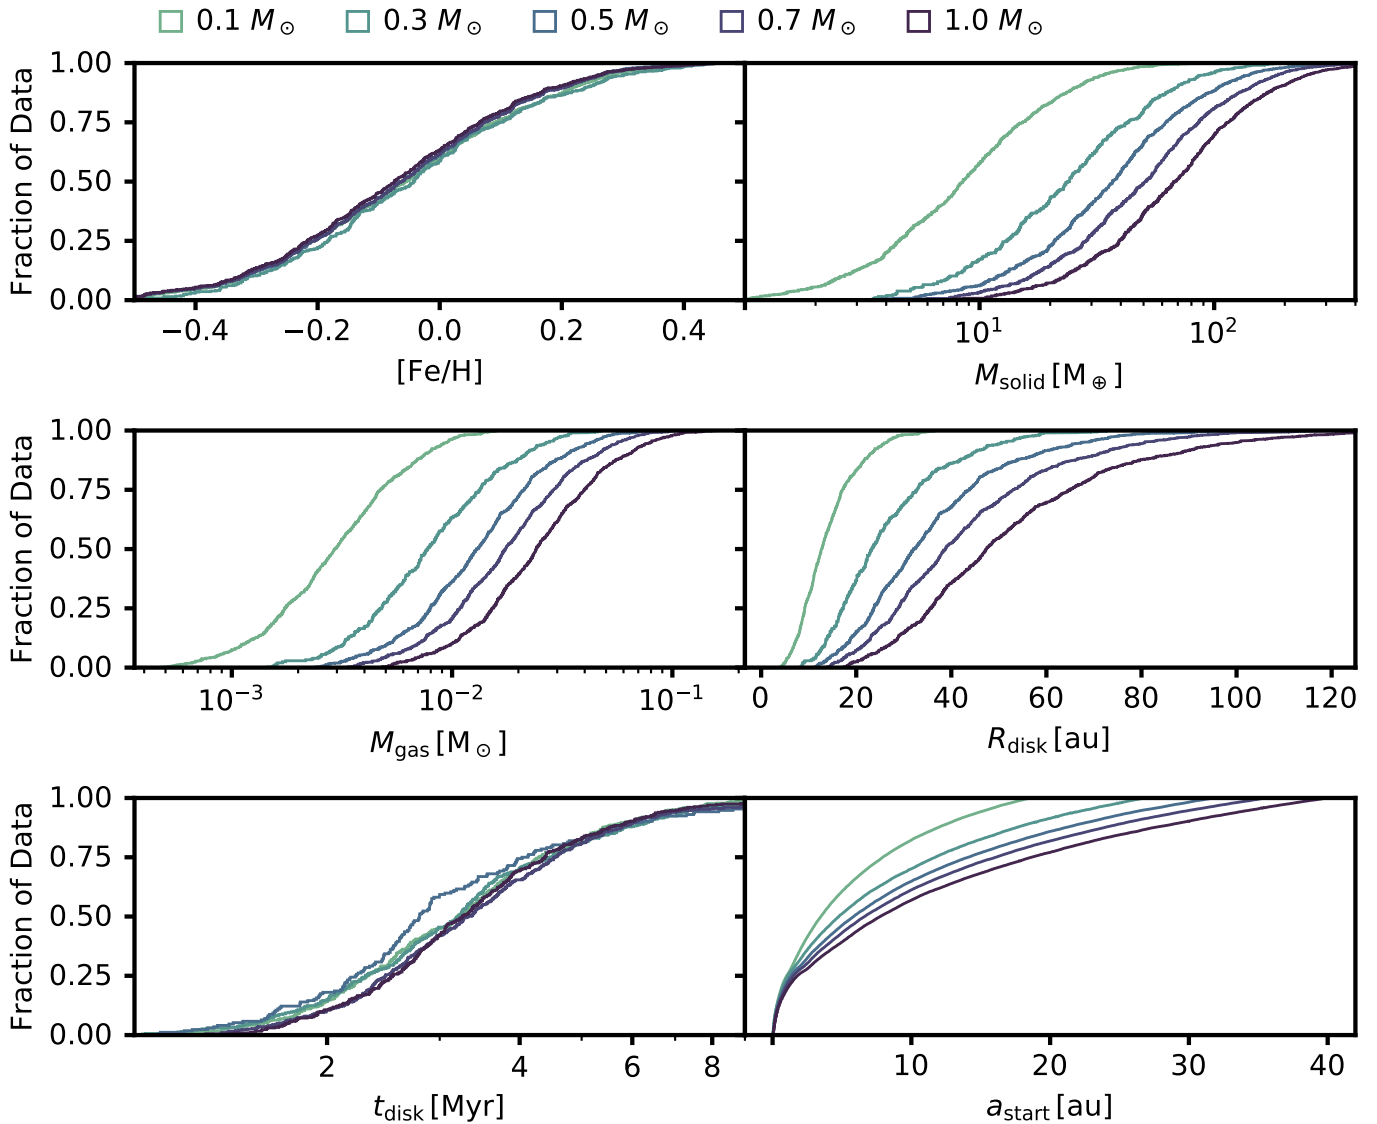 0.1 M☉ 0.3 M☉ 0.5 M☉ 0.7 M☉ 1.0 M☉
1.00
0.75
0.50
0.25
0.00
Fraction of Data
−0.4 −0.2 0.0 0.2 0.4
[Fe/H]
10¹ 10²
M_solid [M⊕]
1.00
0.75
0.50
0.25
0.00
Fraction of Data
10⁻³ 10⁻² 10⁻¹
M_gas [M☉]
0 20 40 60 80 100 120
R_disk [au]
1.00
0.75
0.50
0.25
0.00
Fraction of Data
2 4 6 8
t_disk [Myr]
10 20 30 40
a_start [au]